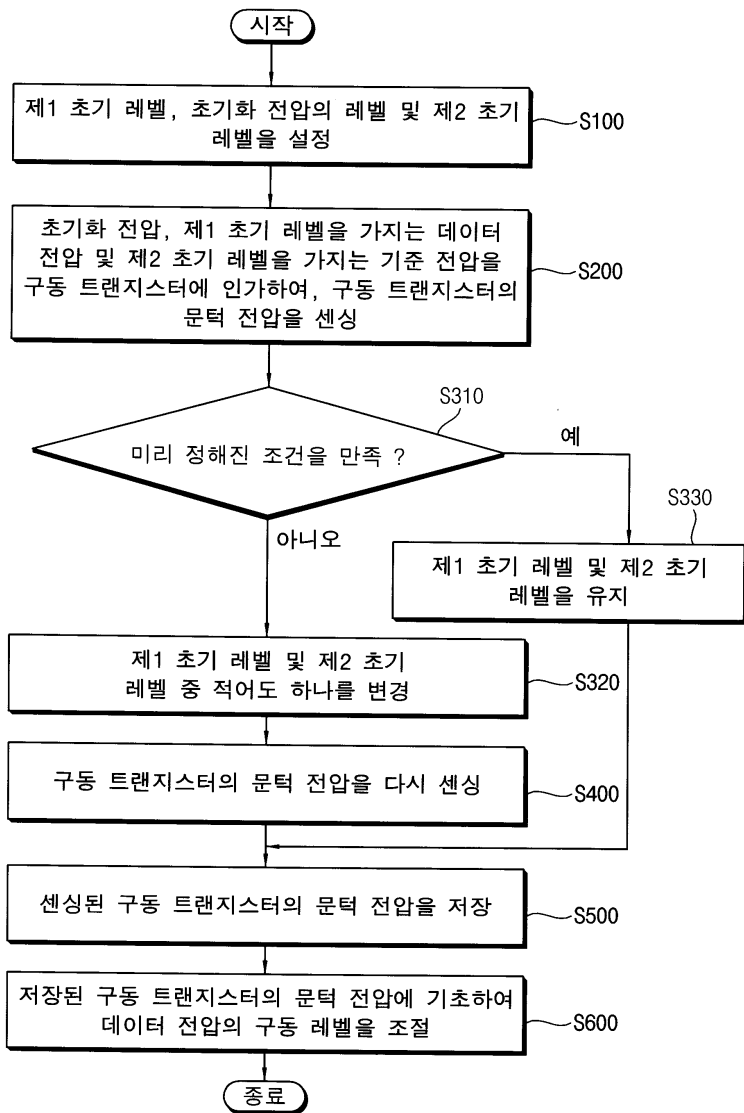 시작
제1 초기 레벨, 초기화 전압의 레벨 및 제2 초기
레벨을 설정
S100
초기화 전압, 제1 초기 레벨을 가지는 데이터
전압 및 제2 초기 레벨을 가지는 기준 전압을
구동 트랜지스터에 인가하여, 구동 트랜지스터의
문턱 전압을 센싱
S200
S310
미리 정해진 조건을 만족 ?
예
아니오
S330
제1 초기 레벨 및 제2 초기
레벨을 유지
제1 초기 레벨 및 제2 초기
레벨 중 적어도 하나를 변경
S320
구동 트랜지스터의 문턱 전압을 다시 센싱
S400
센싱된 구동 트랜지스터의 문턱 전압을 저장
S500
저장된 구동 트랜지스터의 문턱 전압에 기초하여
데이터 전압의 구동 레벨을 조절
S600
종료